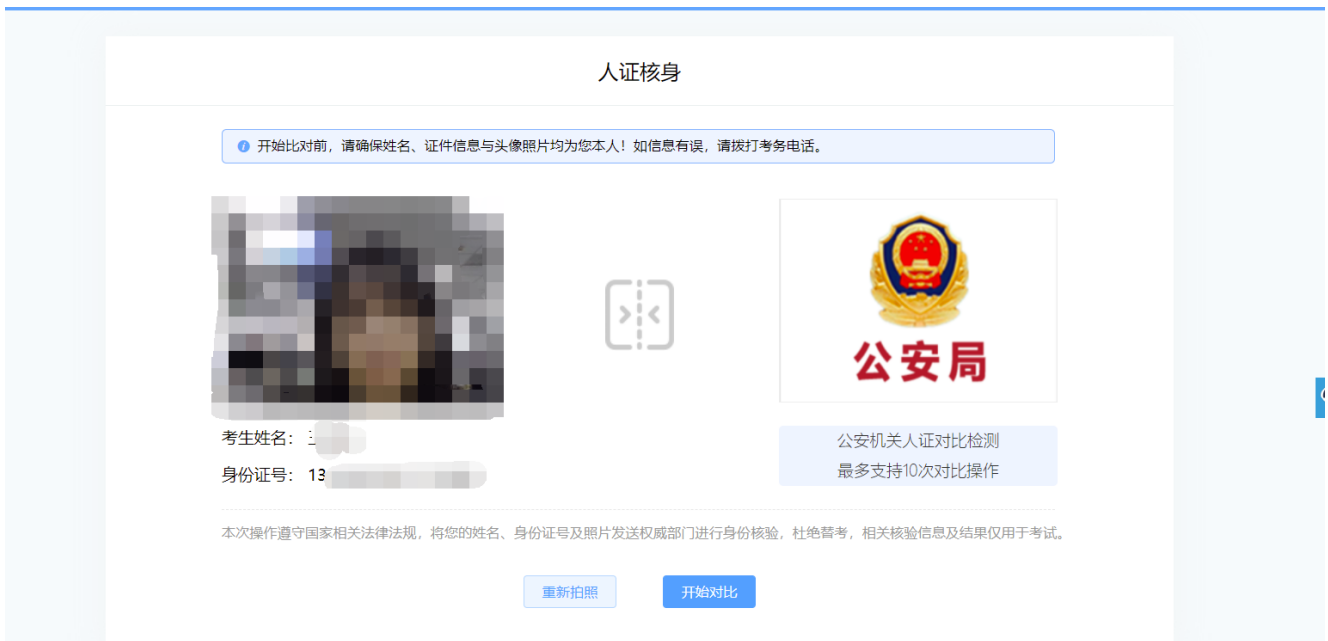 人证核身
开始比对前，请确保姓名、证件信息与头像照片均为您本人！如信息有误，请拨打考务电话。
公安局
考生姓名：
身份证号： 13
公安机关人证对比检测
最多支持10次对比操作
本次操作遵守国家相关法律法规，将您的姓名、身份证号及照片发送权威部门进行身份核验，杜绝替考，相关核验信息及结果仅用于考试。
重新拍照
开始对比